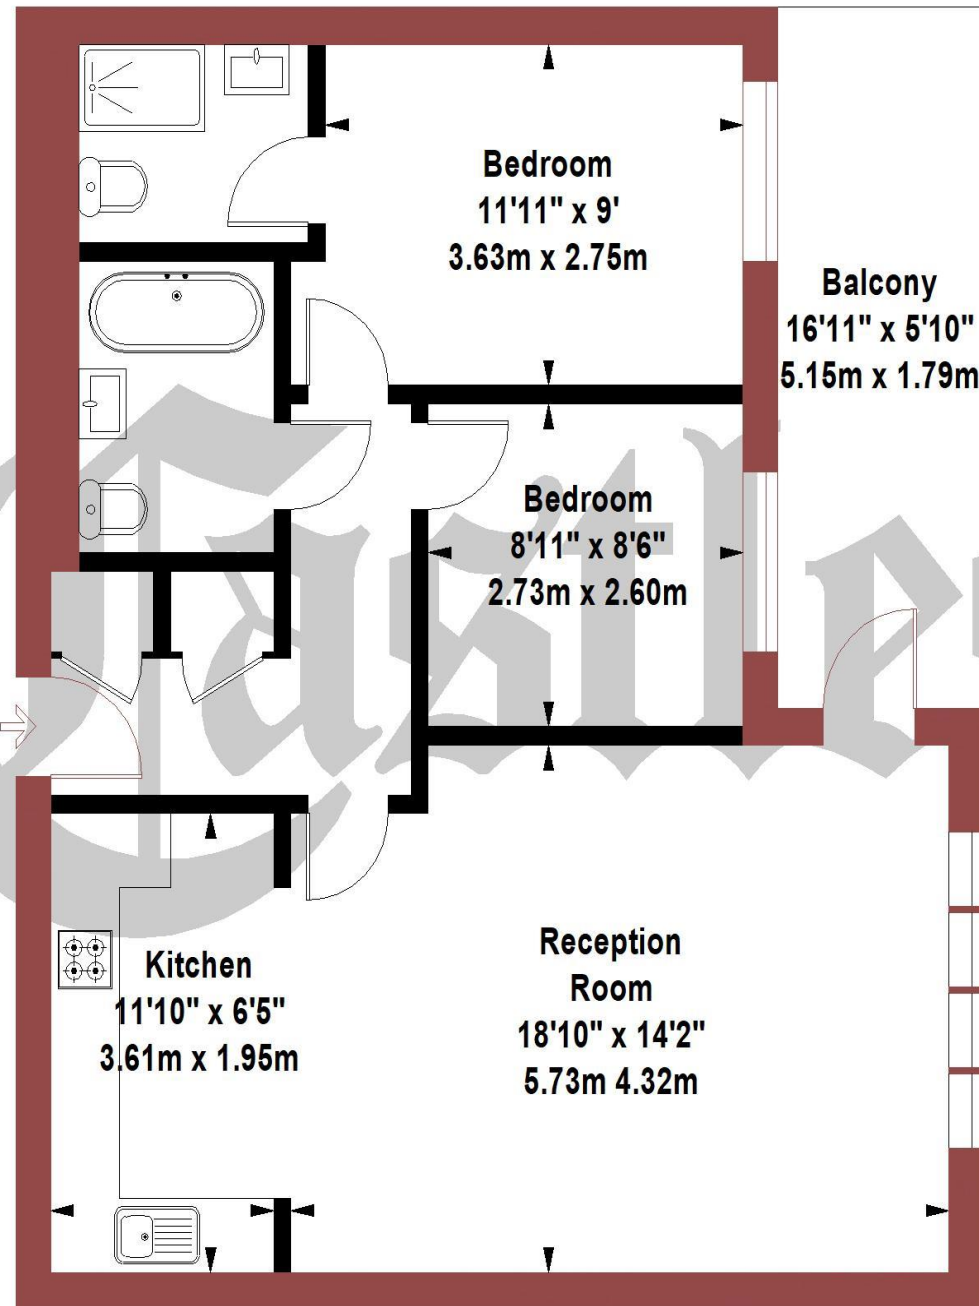 Bedroom
11'11" x 9'
3.63m x 2.75m
Balcony
16'11" x 5'10"
5.15m x 1.79m
Bedroom
8'11" x 8'6"
2.73m x 2.60m
Castle
Kitchen
11'10" x 6'5"
3.61m x 1.95m
Reception
Room
18'10" x 14'2"
5.73m 4.32m